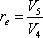 r_e = V_5 / V_4